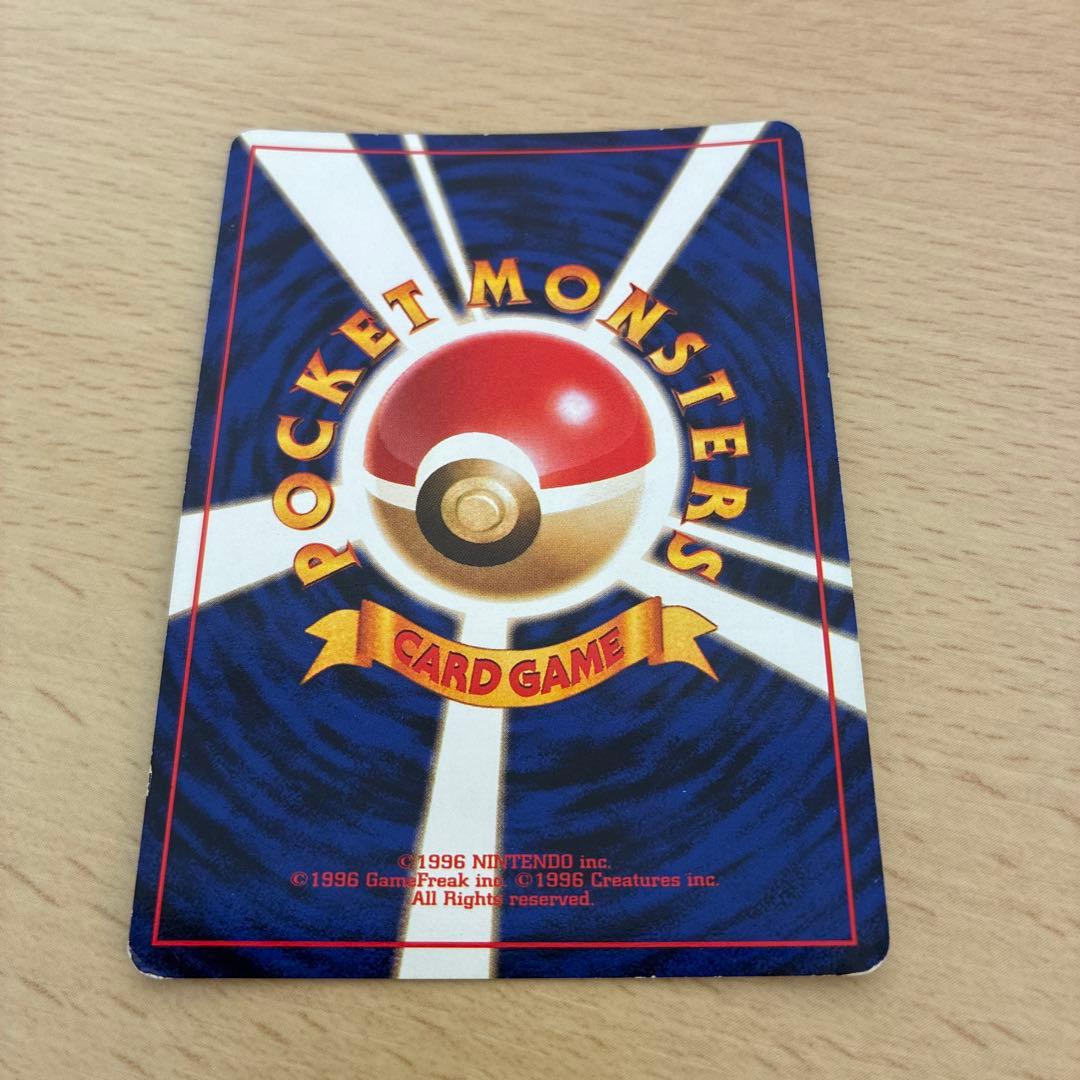 POCKET MONSTERS
CARD GAME
©1996 NINTENDO inc.
©1996 GameFreak inc. ©1996 Creatures inc.
All Rights reserved.